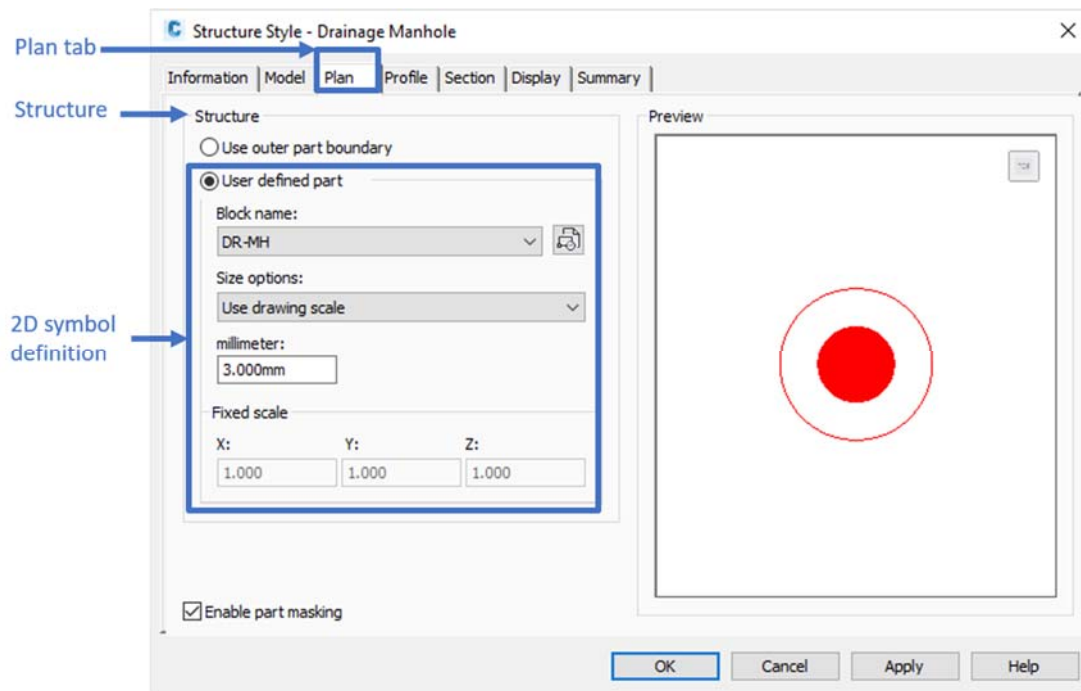 Structure Style - Drainage Manhole
Plan tab
Information Model Plan Profile Section Display Summary
Structure
Structure
Preview
Use outer part boundary
User defined part
Block name:
DR-MH
Size options:
Use drawing scale
2D symbol
definition
millimeter:
3.000mm
Fixed scale
X: Y: Z:
1.000 1.000 1.000
Enable part masking
OK Cancel Apply Help